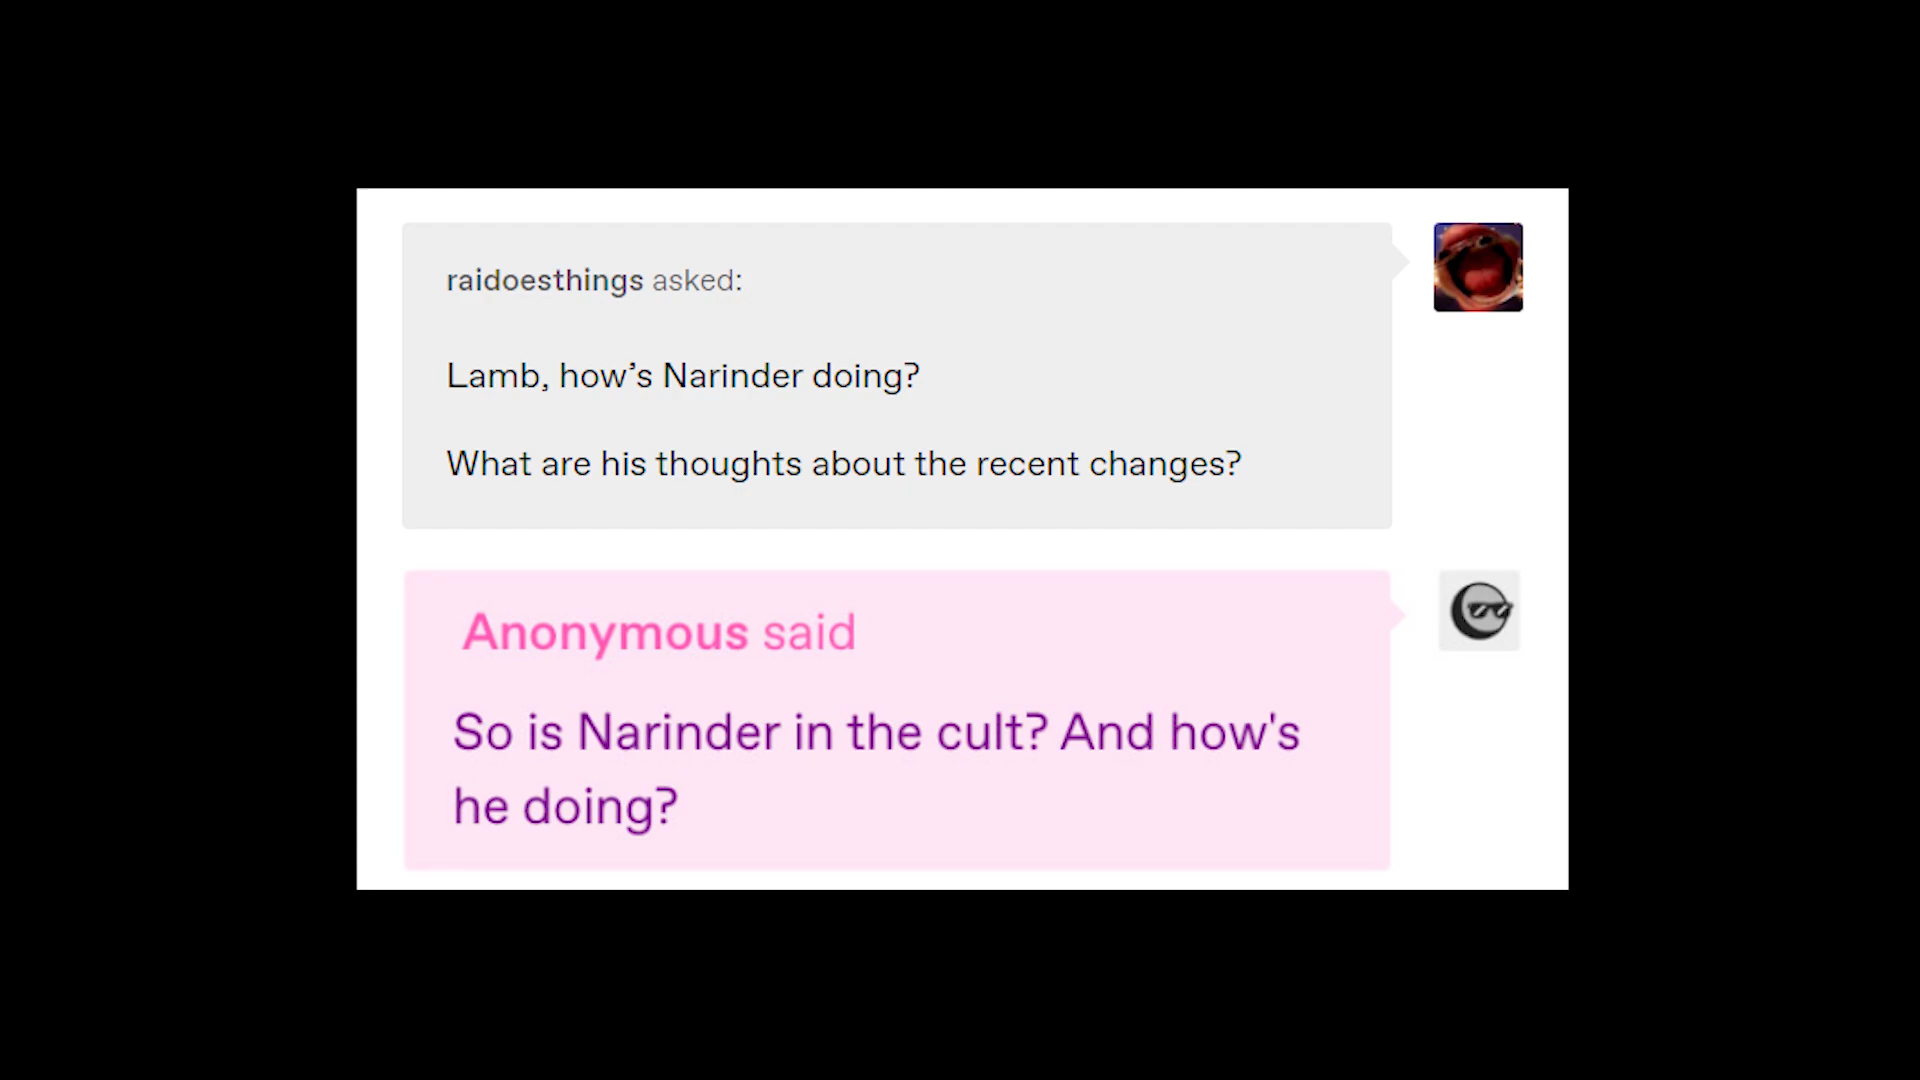 raidoesthings asked:
Lamb, how’s Narinder doing?
What are his thoughts about the recent changes?
Anonymous said
So is Narinder in the cult? And how's
he doing?